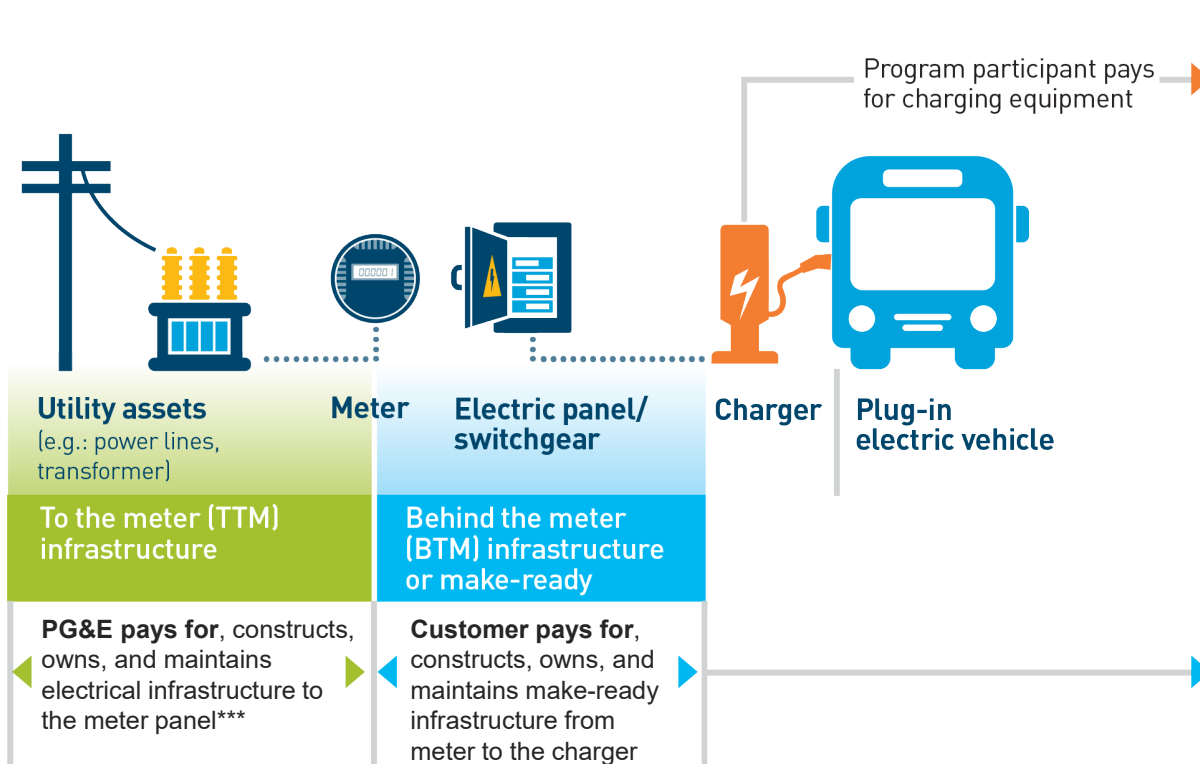 Program participant pays
for charging equipment
000001
Utility assets
(e.g.: power lines,
transformer)
Meter
Electric panel/
switchgear
Charger
Plug-in
electric vehicle
To the meter (TTM)
infrastructure
Behind the meter
(BTM) infrastructure
or make-ready
PG&E pays for, constructs,
owns, and maintains
electrical infrastructure to
the meter panel***
Customer pays for,
constructs, owns, and
maintains make-ready
infrastructure from
meter to the charger